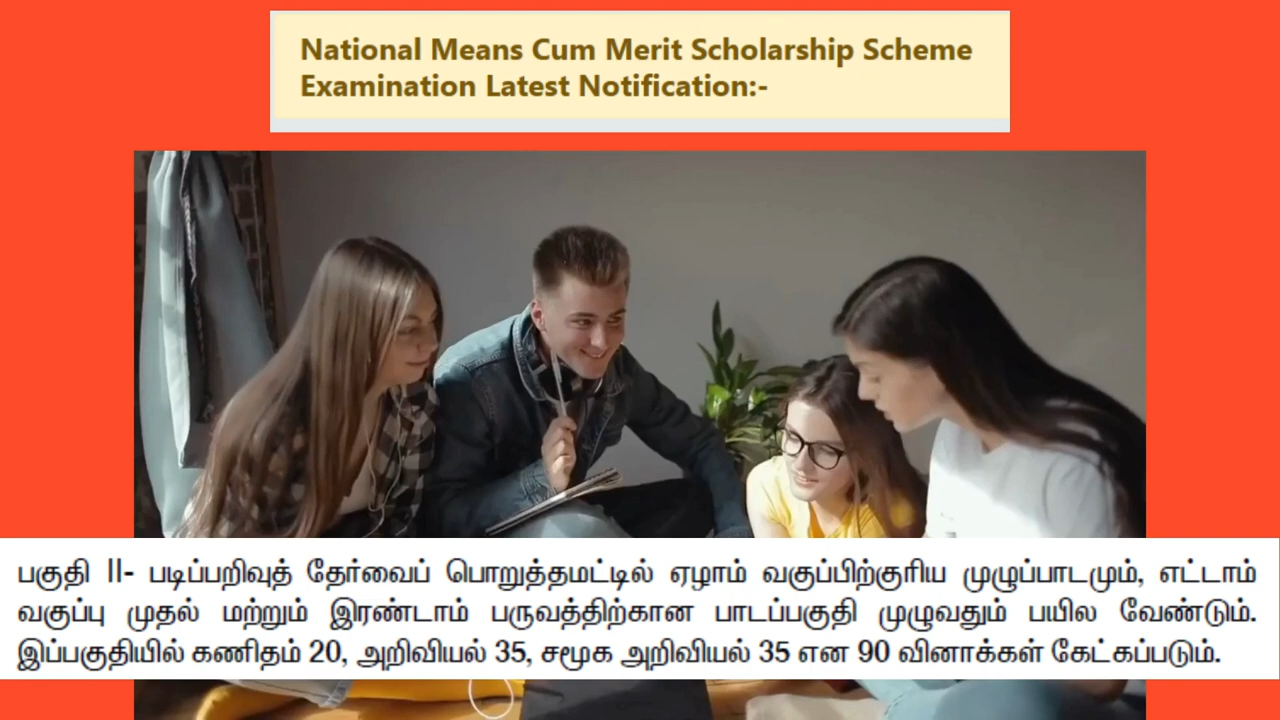 National Means Cum Merit Scholarship Scheme
Examination Latest Notification:-
பகுதி II- படிப்பறிவுத் தேர்வைப் பொறுத்தமட்டில் ஏழாம் வகுப்பிற்குரிய முழுப்பாடமும், எட்டாம்
வகுப்பு முதல் மற்றும் இரண்டாம் பருவத்திற்கான பாடப்பகுதி முழுவதும் பயில வேண்டும்.
இப்பகுதியில் கணிதம் 20, அறிவியல் 35, சமூக அறிவியல் 35 என 90 வினாக்கள் கேட்கப்படும்.